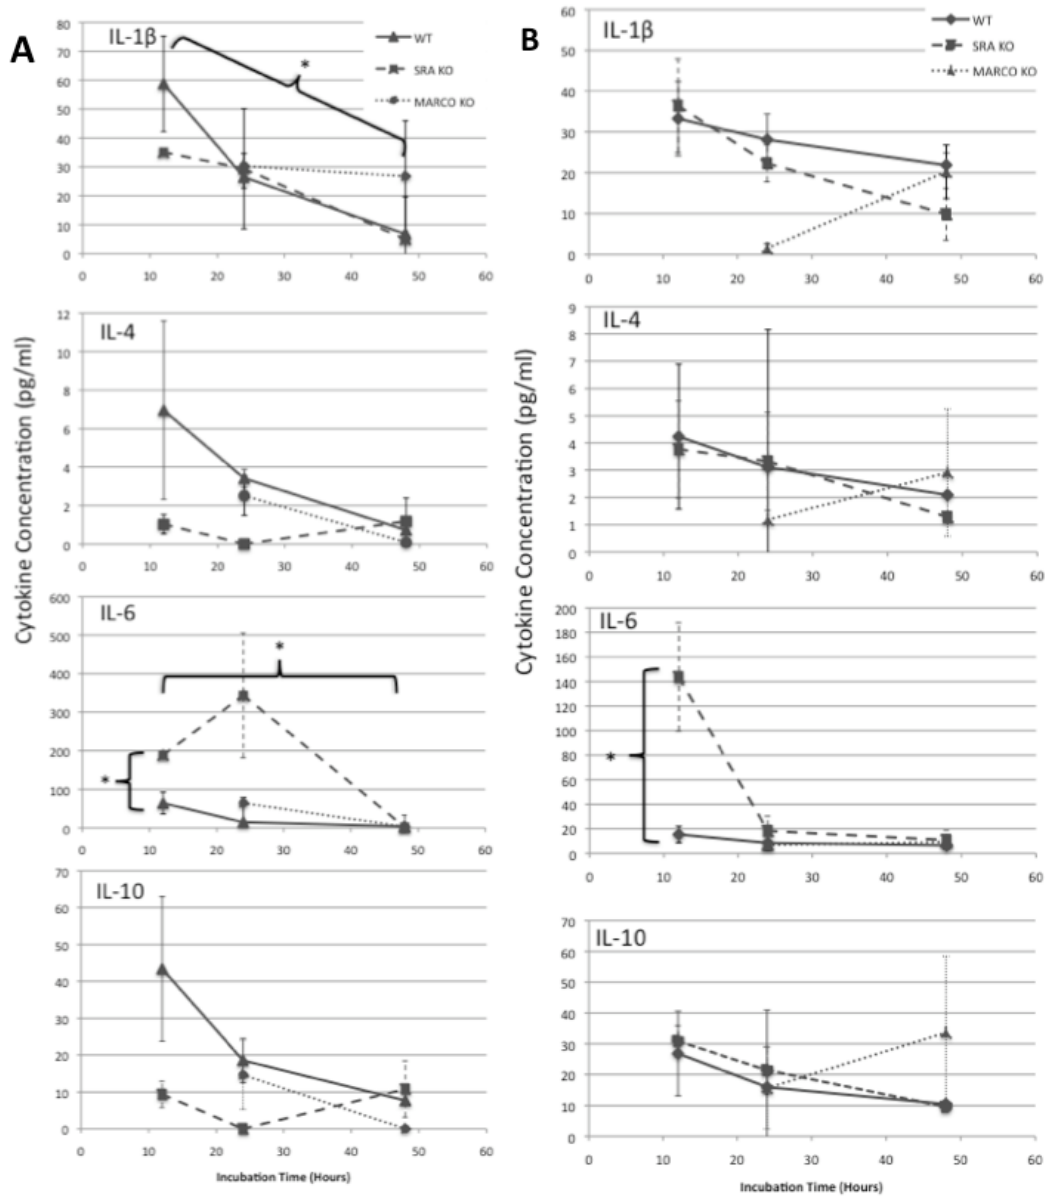 A
IL-1β
80
70
60
50
40
30
20
10
0
*
WT
SRA KO
MARCO KO
0 10 20 30 40 50 60
IL-4
12
10
8
6
4
2
0
0 10 20 30 40 50 60
IL-6
600
500
400
300
200
100
0
*
*
0 10 20 30 40 50 60
IL-10
70
60
50
40
30
20
10
0
0 10 20 30 40 50 60
Cytokine Concentration (pg/ml)
Incubation Time (Hours)
B
IL-1β
60
50
40
30
20
10
0
WT
SRA KO
MARCO KO
0 10 20 30 40 50 60
IL-4
9
8
7
6
5
4
3
2
1
0
0 10 20 30 40 50 60
IL-6
200
180
160
140
120
100
80
60
40
20
0
*
0 10 20 30 40 50 60
IL-10
70
60
50
40
30
20
10
0
0 10 20 30 40 50 60
Cytokine Concentration (pg/ml)
Incubation Time (Hours)